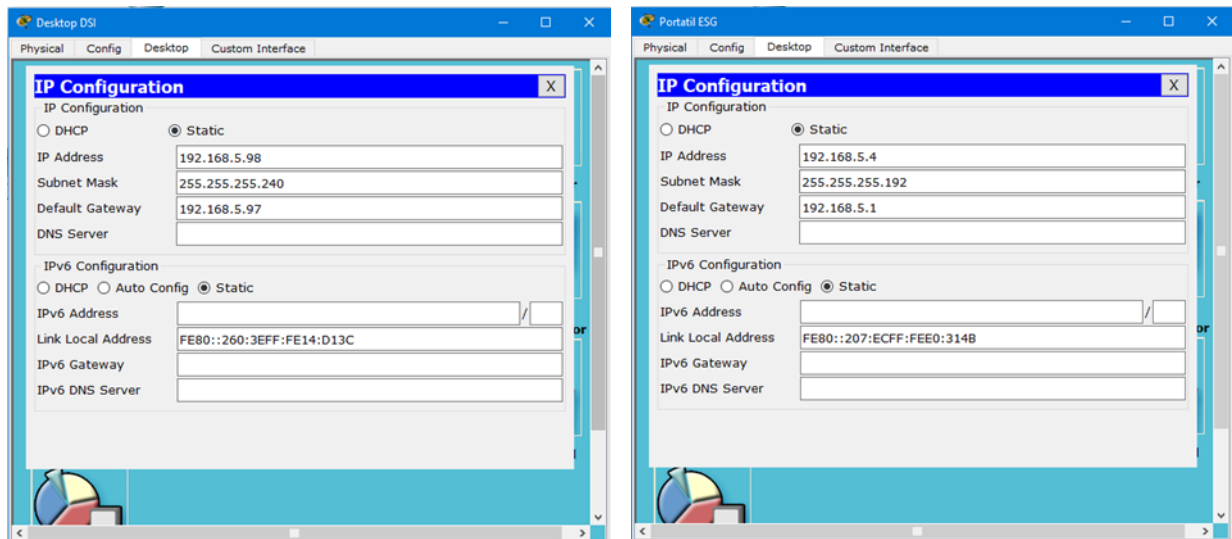 Desktop DSI
Physical Config Desktop Custom Interface
IP Configuration X
IP Configuration
DHCP Static
IP Address 192.168.5.98
Subnet Mask 255.255.255.240
Default Gateway 192.168.5.97
DNS Server
IPv6 Configuration
DHCP Auto Config Static
IPv6 Address /
Link Local Address FE80::260:3EFF:FE14:D13C
IPv6 Gateway
IPv6 DNS Server
or
Portatil ESG
Physical Config Desktop Custom Interface
IP Configuration X
IP Configuration
DHCP Static
IP Address 192.168.5.4
Subnet Mask 255.255.255.192
Default Gateway 192.168.5.1
DNS Server
IPv6 Configuration
DHCP Auto Config Static
IPv6 Address /
Link Local Address FE80::207:ECFF:FEE0:314B
IPv6 Gateway
IPv6 DNS Server
or